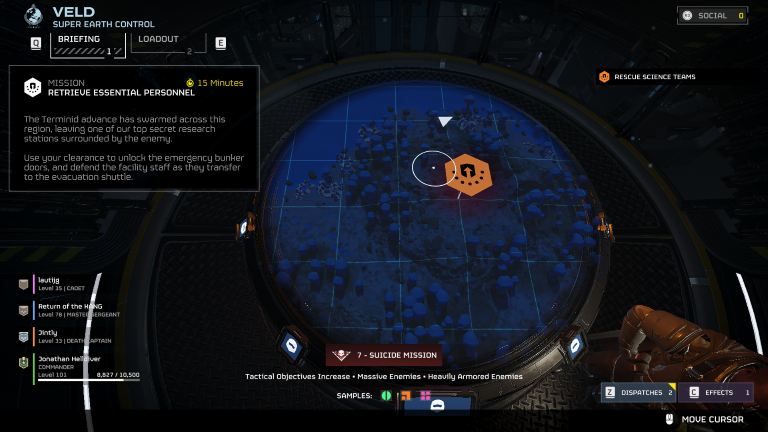 VELD
SUPER EARTH CONTROL
SOCIAL 0
Q
BRIEFING
1
LOADOUT
2
E
MISSION
15 Minutes
RETRIEVE ESSENTIAL PERSONNEL
The Terminid advance has swarmed across this
region, leaving one of our top secret research
stations surrounded by the enemy.
Use your clearance to unlock the emergency bunker
doors, and defend the facility staff as they transfer
to the evacuation shuttle.
RESCUE SCIENCE TEAMS
lautijg
Level 35 | CADET
Return of the HANG
Level 78 | MASTER SERGEANT
Jintly
Level 33 | DEATH CAPTAIN
Jonathan Helldiver
COMMANDER
Level 101 8,827 / 10,500
7 - SUICIDE MISSION
Tactical Objectives Increase • Massive Enemies • Heavily Armored Enemies
SAMPLES:
Z DISPATCHES 2
C EFFECTS 1
MOVE CURSOR